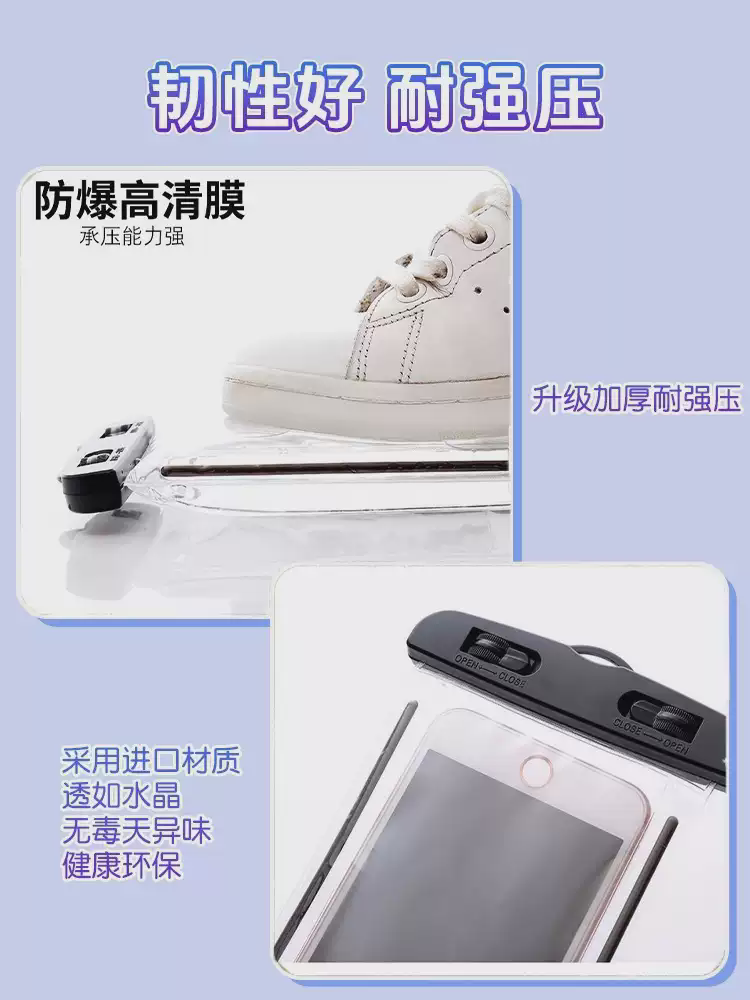 韧性好 耐强压
防爆高清膜
承压能力强
升级加厚耐强压
OPEN⟷CLOSE
CLOSE⟷OPEN
采用进口材质
透如水晶
无毒天异味
健康环保